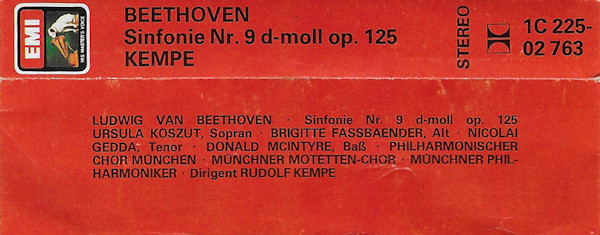 BEETHOVEN
Sinfonie Nr. 9 d-moll op. 125
KEMPE
EMI
HIS MASTER'S VOICE
STEREO
1C 225-
02 763
LUDWIG VAN BEETHOVEN · Sinfonie Nr. 9 d-moll op. 125
URSULA KOSZUT, Sopran · BRIGITTE FASSBAENDER, Alt · NICOLAI
GEDDA, Tenor · DONALD MCINTYRE, Baß · PHILHARMONISCHER
CHOR MÜNCHEN · MÜNCHNER MOTETTEN-CHOR · MÜNCHNER PHIL-
HARMONIKER · Dirigent RUDOLF KEMPE